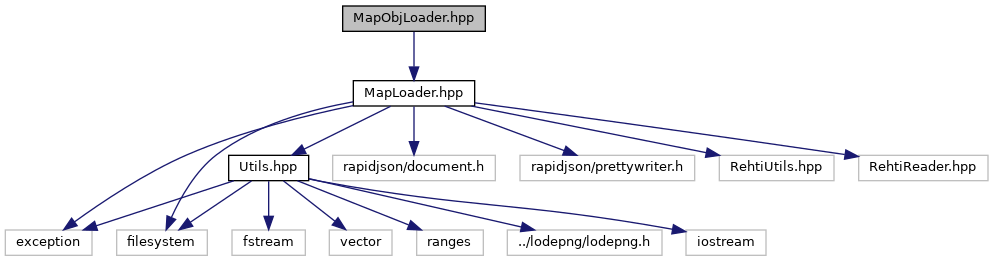 MapObjLoader.hpp
MapLoader.hpp
Utils.hpp
rapidjson/document.h
rapidjson/prettywriter.h
RehtiUtils.hpp
RehtiReader.hpp
exception
filesystem
fstream
vector
ranges
../lodepng/lodepng.h
iostream